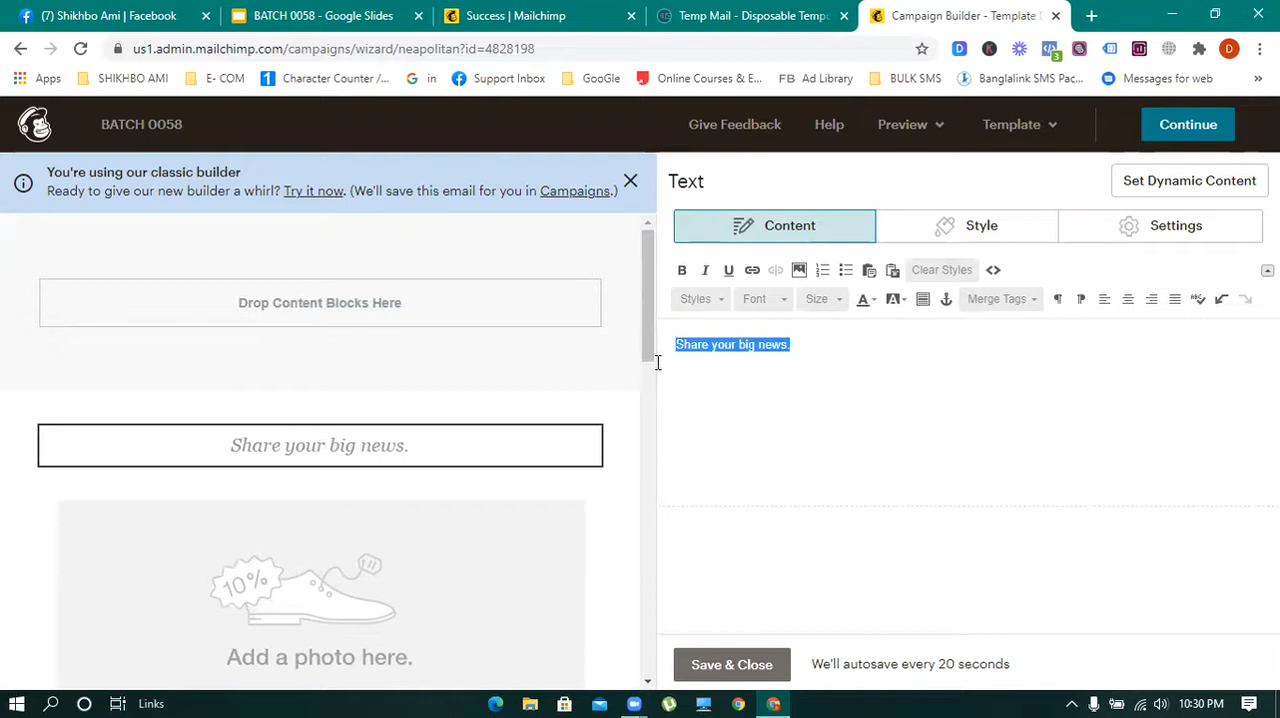 (7) Shikhbo Ami | Facebook
BATCH 0058 - Google Slides
Success | Mailchimp
Temp Mail - Disposable Tempo
Campaign Builder - Template D
us1.admin.mailchimp.com/campaigns/wizard/neapolitan?id=4828198
Apps
SHIKHBO AMI
E- COM
Character Counter /...
in
Support Inbox
GooGle
Online Courses & E...
FB Ad Library
BULK SMS
Banglalink SMS Pac...
Messages for web
BATCH 0058
Give Feedback
Help
Preview
Template
Continue
You're using our classic builder
Ready to give our new builder a whirl? Try it now. (We'll save this email for you in Campaigns.)
Text
Set Dynamic Content
Content
Style
Settings
B I U
Clear Styles
Styles
Font
Size
A
A
Merge Tags
Drop Content Blocks Here
Share your big news.
Share your big news.
10%
Add a photo here.
Save & Close
We'll autosave every 20 seconds
Links
10:30 PM